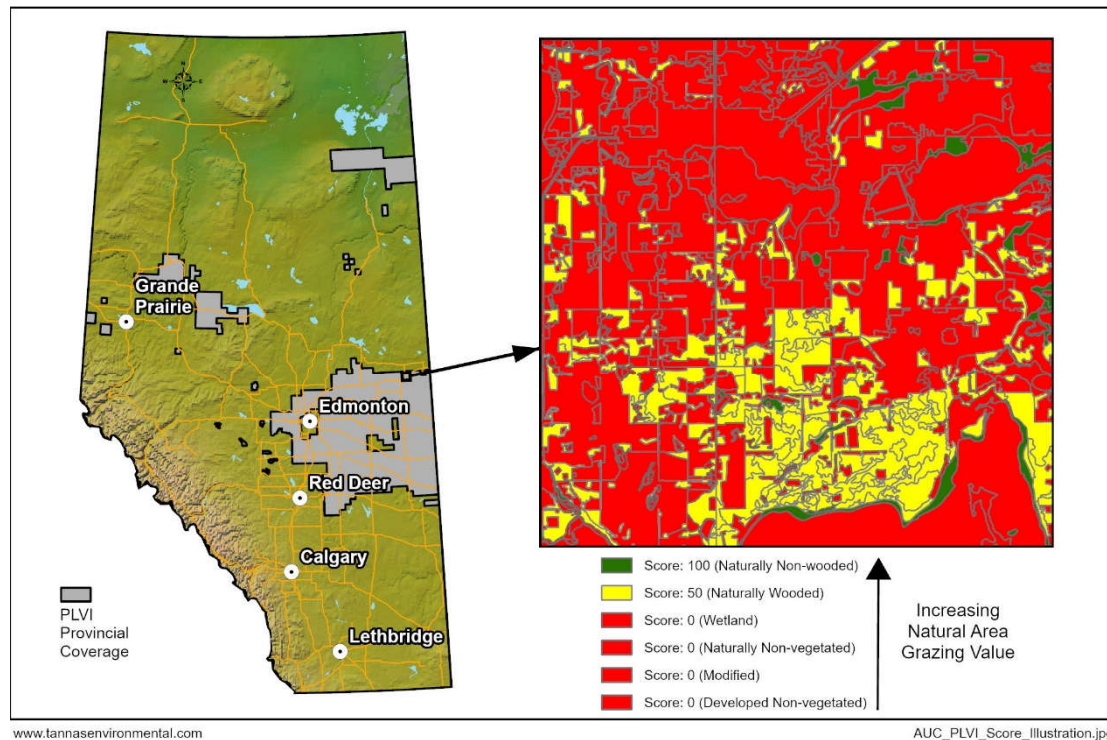 N
W
E
S
Grande
Prairie
Edmonton
Red Deer
Calgary
Lethbridge
PLVI
Provincial
Coverage
Score: 100 (Naturally Non-wooded)
Score: 50 (Naturally Wooded)
Score: 0 (Wetland)
Score: 0 (Naturally Non-vegetated)
Score: 0 (Modified)
Score: 0 (Developed Non-vegetated)
Increasing
Natural Area
Grazing Value
www.tannasenvironmental.com
AUC_PLVI_Score_Illustration.jpg